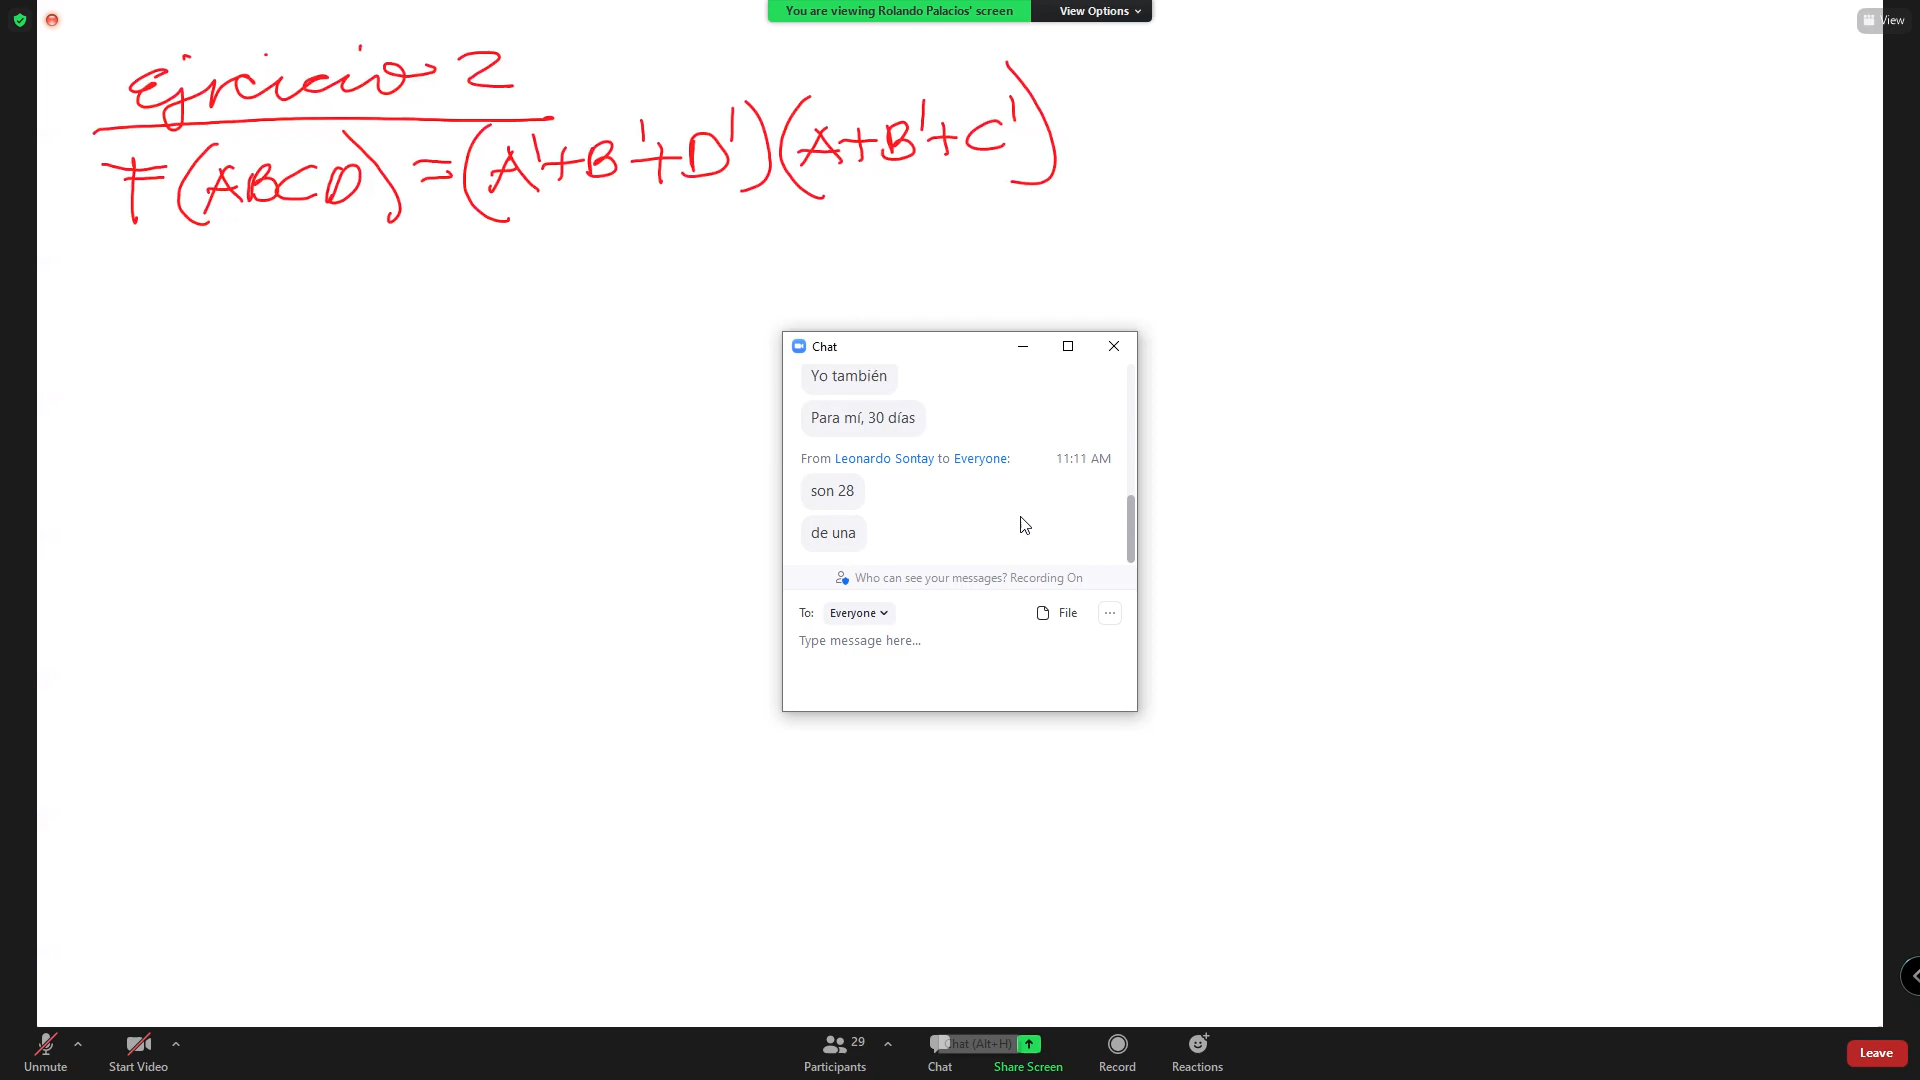 You are viewing Rolando Palacios' screen
View Options
View
Ejercicio 2
F(ABCD) = (A'+B'+D')(A+B'+C')
Chat
Yo también
Para mí, 30 días
From Leonardo Sontay to Everyone: 11:11 AM
son 28
de una
Who can see your messages? Recording On
To: Everyone File
Type message here...
29
Chat (Alt+H)
Unmute Start Video Participants Chat Share Screen Record Reactions Leave